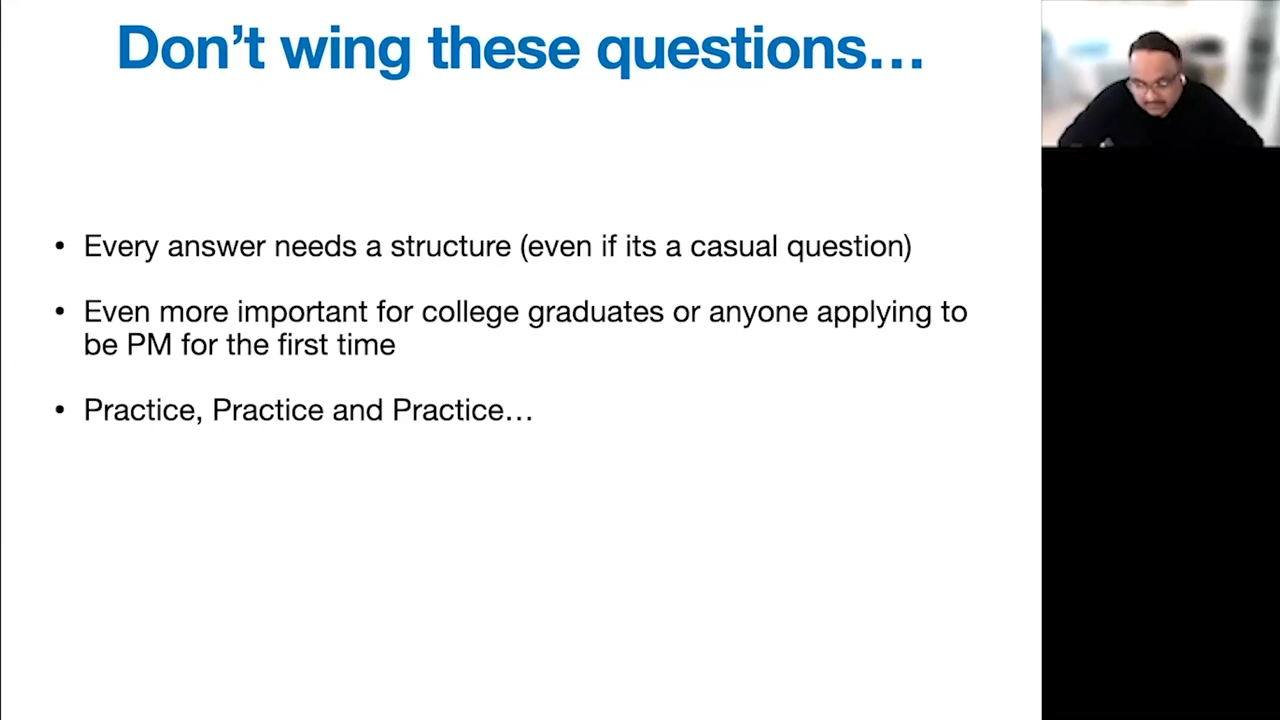 Don’t wing these questions…
• Every answer needs a structure (even if its a casual question)
• Even more important for college graduates or anyone applying to
be PM for the first time
• Practice, Practice and Practice…